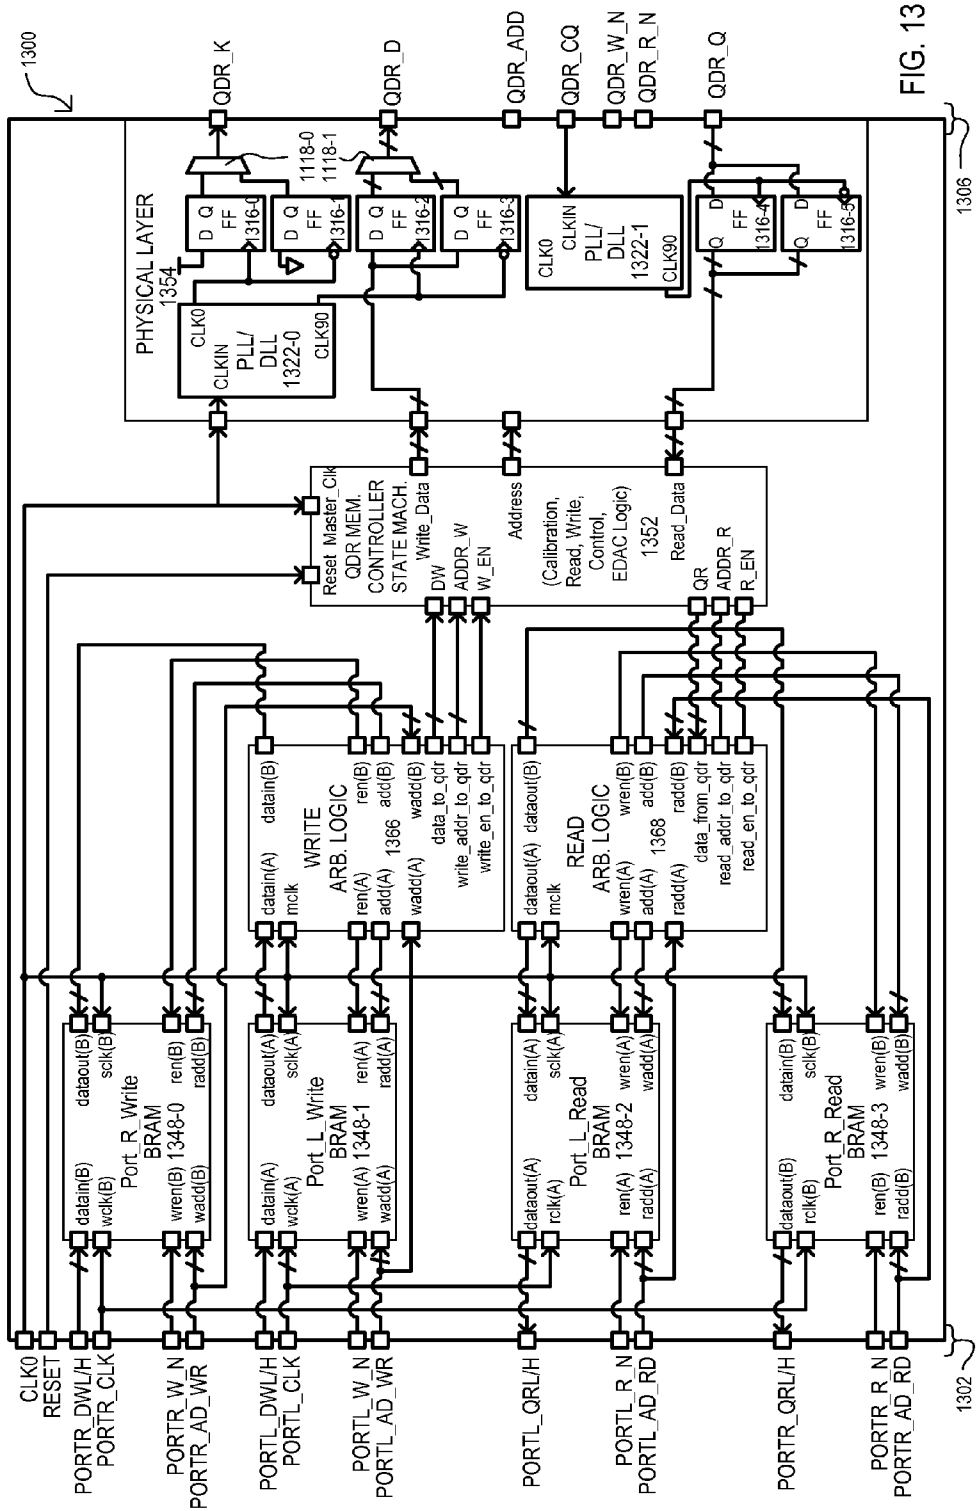 1300
FIG. 13
1302
1306
CLK0
RESET
PORTR_DWL/H
PORTR_CLK
PORTR_W_N
PORTR_AD_WR
PORTL_DWL/H
PORTL_CLK
PORTL_W_N
PORTL_AD_WR
PORTL_QRL/H
PORTL_R_N
PORTL_AD_RD
PORTR_QRL/H
PORTR_R_N
PORTR_AD_RD
datain(B)
wclk(B)
wren(B)
wadd(B)
Port_R_Write
BRAM
1348-0
dataout(B)
sclk(B)
ren(B)
radd(B)
datain(A)
wclk(A)
wren(A)
wadd(A)
Port_L_Write
BRAM
1348-1
dataout(A)
sclk(A)
ren(A)
radd(A)
dataout(A)
rclk(A)
ren(A)
radd(A)
Port_L_Read
BRAM
1348-2
datain(A)
sclk(A)
wren(A)
wadd(A)
dataout(B)
rclk(B)
ren(B)
radd(B)
Port_R_Read
BRAM
1348-3
datain(B)
sclk(B)
wren(B)
wadd(B)
datain(A)
mclk
ren(A)
add(A)
wadd(A)
WRITE
ARB. LOGIC
1366
datain(B)
ren(B)
add(B)
wadd(B)
data_to_qdr
write_addr_to_qdr
write_en_to_qdr
dataout(A)
mclk
wren(A)
add(A)
radd(A)
READ
ARB. LOGIC
1368
dataout(B)
wren(B)
add(B)
radd(B)
data_from_qdr
read_addr_to_qdr
read_en_to_qdr
Reset
Master_Clk
QDR MEM.
CONTROLLER
STATE MACH.
Write_Data
DW
ADDR_W
W_EN
Address
(Calibration,
Read, Write,
Control,
EDAC Logic)
1352
Read_Data
QR
ADDR_R
R_EN
PHYSICAL LAYER
1354
CLK0
CLKIN
PLL/
DLL
1322-0
CLK90
D Q
FF
1316-0
D Q
FF
1316-1
D Q
FF
1316-2
D Q
FF
1316-3
1118-0
1118-1
CLK0
CLKIN
PLL/
DLL
1322-1
CLK90
Q D
FF
1316-4
Q D
FF
1316-5
QDR_K
QDR_D
QDR_ADD
QDR_CQ
QDR_W_N
QDR_R_N
QDR_Q